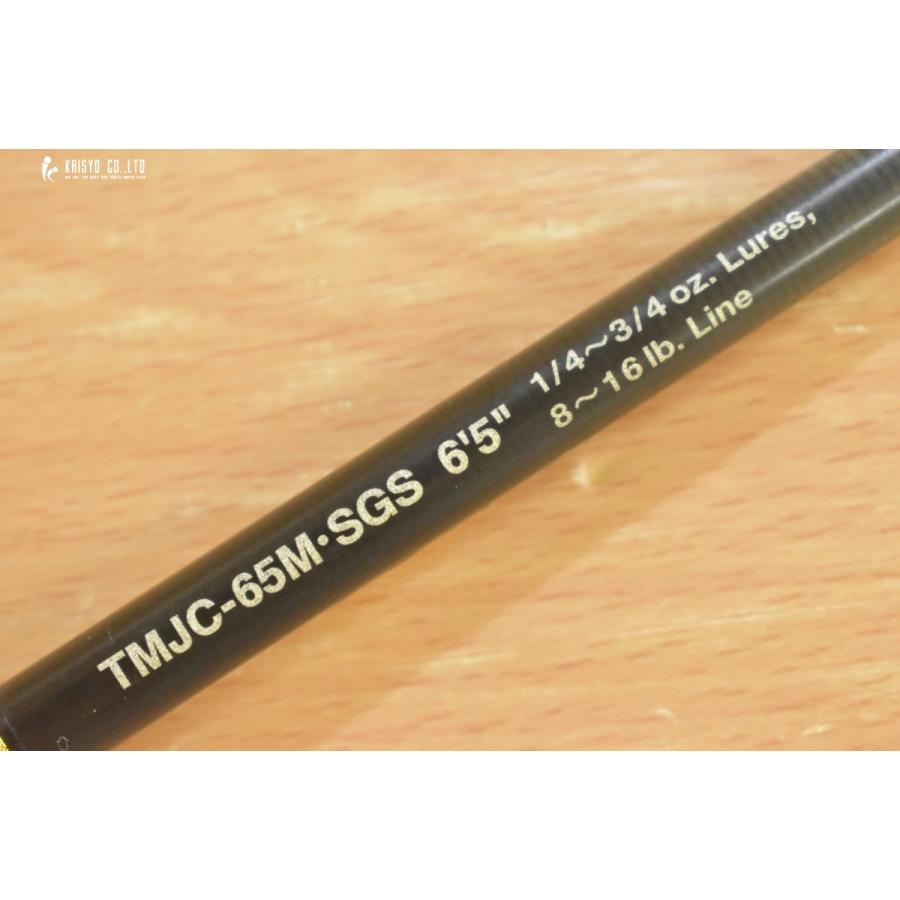 KAISYO CO.,LTD
TMJC-65M·SGS 6'5" 1/4~3/4 oz. Lures,
8~16 lb. Line